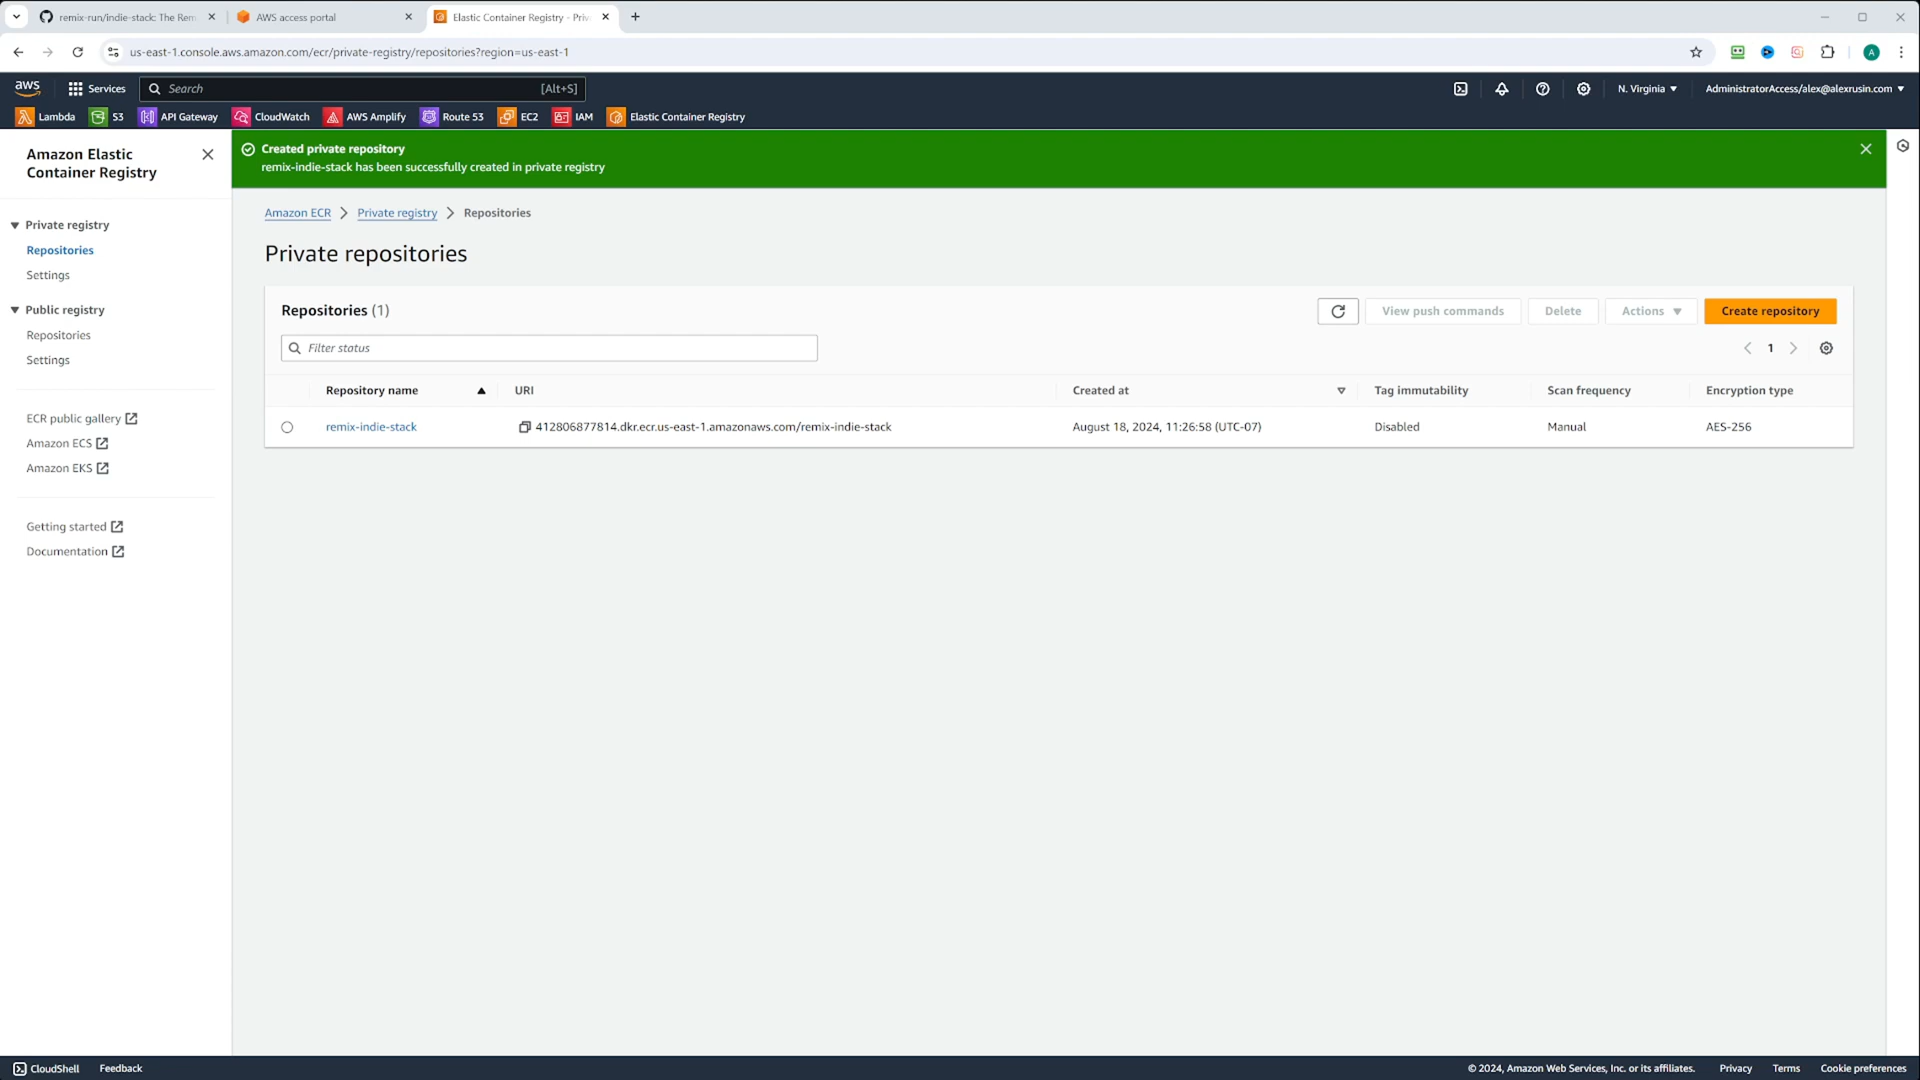 remix-run/indie-stack: The Rem
AWS access portal
Elastic Container Registry - Priv
us-east-1.console.aws.amazon.com/ecr/private-registry/repositories?region=us-east-1
A
aws
Services
Search
[Alt+S]
N. Virginia
AdministratorAccess/alex@alexrusin.com
Lambda
S3
API Gateway
CloudWatch
AWS Amplify
Route 53
EC2
IAM
Elastic Container Registry
Amazon Elastic
Container Registry
Private registry
Repositories
Settings
Public registry
Repositories
Settings
ECR public gallery
Amazon ECS
Amazon EKS
Getting started
Documentation
Created private repository
remix-indie-stack has been successfully created in private registry
Amazon ECR
Private registry
Repositories
Private repositories
Repositories (1)
View push commands
Delete
Actions
Create repository
Filter status
1
Repository name
URI
Created at
Tag immutability
Scan frequency
Encryption type
remix-indie-stack
412806877814.dkr.ecr.us-east-1.amazonaws.com/remix-indie-stack
August 18, 2024, 11:26:58 (UTC-07)
Disabled
Manual
AES-256
CloudShell
Feedback
© 2024, Amazon Web Services, Inc. or its affiliates.
Privacy
Terms
Cookie preferences